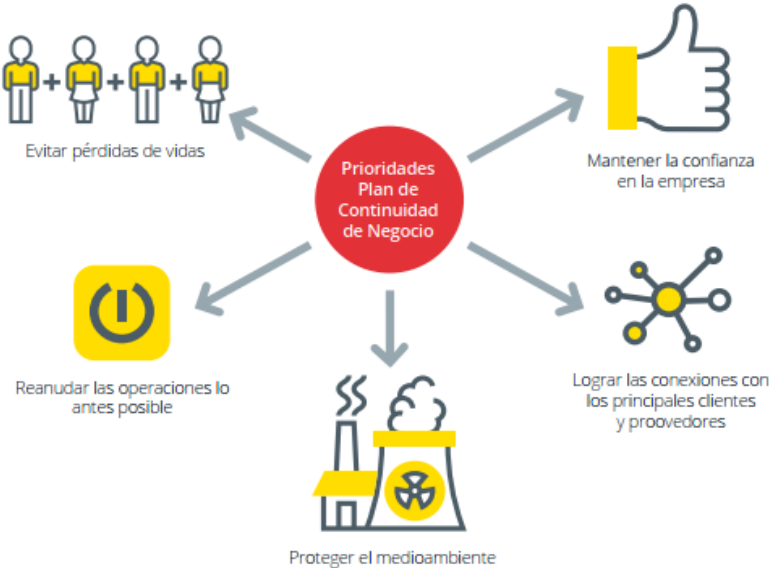 Evitar pérdidas de vidas
Prioridades
Plan de
Continuidad
de Negocio
Mantener la confianza
en la empresa
Reanudar las operaciones lo
antes posible
Lograr las conexiones con
los principales clientes
y proovedores
Proteger el medioambiente